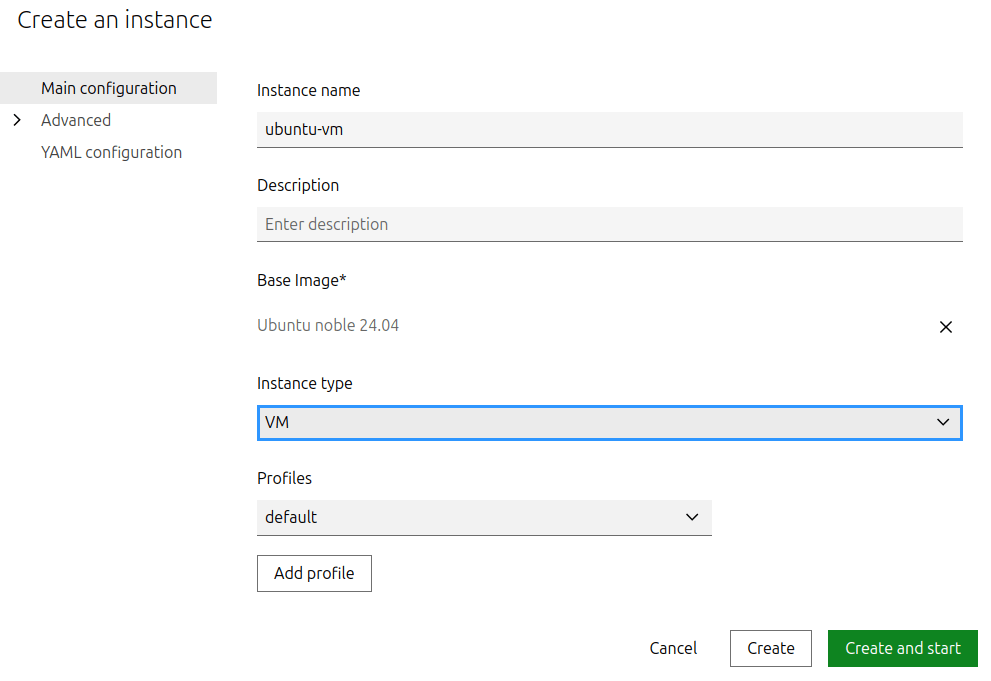 Create an instance
Main configuration
Advanced
YAML configuration
Instance name
ubuntu-vm
Description
Enter description
Base Image*
Ubuntu noble 24.04
Instance type
VM
Profiles
default
Add profile
Cancel
Create
Create and start